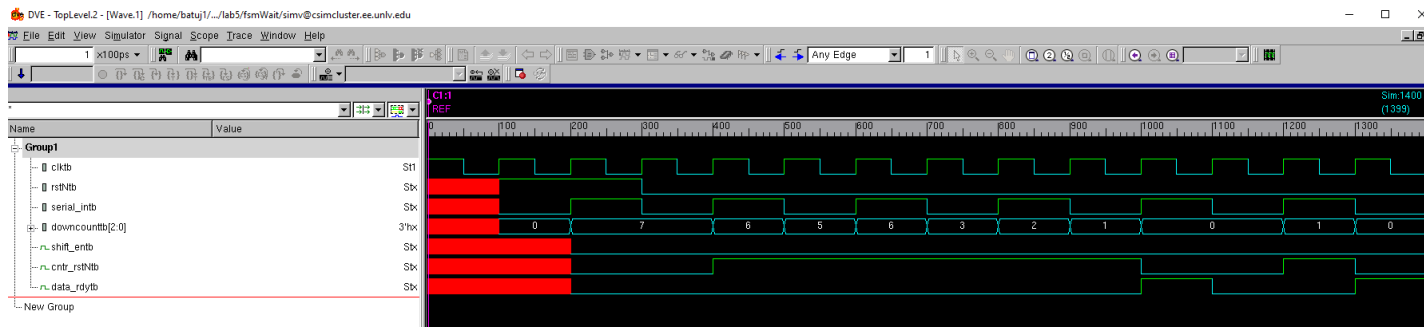 DVE - TopLevel.2 - [Wave.1] /home/batuj1/.../lab5/fsmWait/simv@csimcluster.ee.unlv.edu
File Edit View Simulator Signal Scope Trace Window Help
1 x100ps Any Edge 1
* C1:1 Sim:1400
REF (1399)
Name Value 0 100 200 300 400 500 600 700 800 900 1000 1100 1200 1300
Group1
clktb St1
rstNtb Stx
serial_intb Stx
downcounttb[2:0] 3'hx 0 7 6 5 6 3 2 1 0 1 0
shift_entb Stx
cntr_rstNtb Stx
data_rdytb Stx
New Group